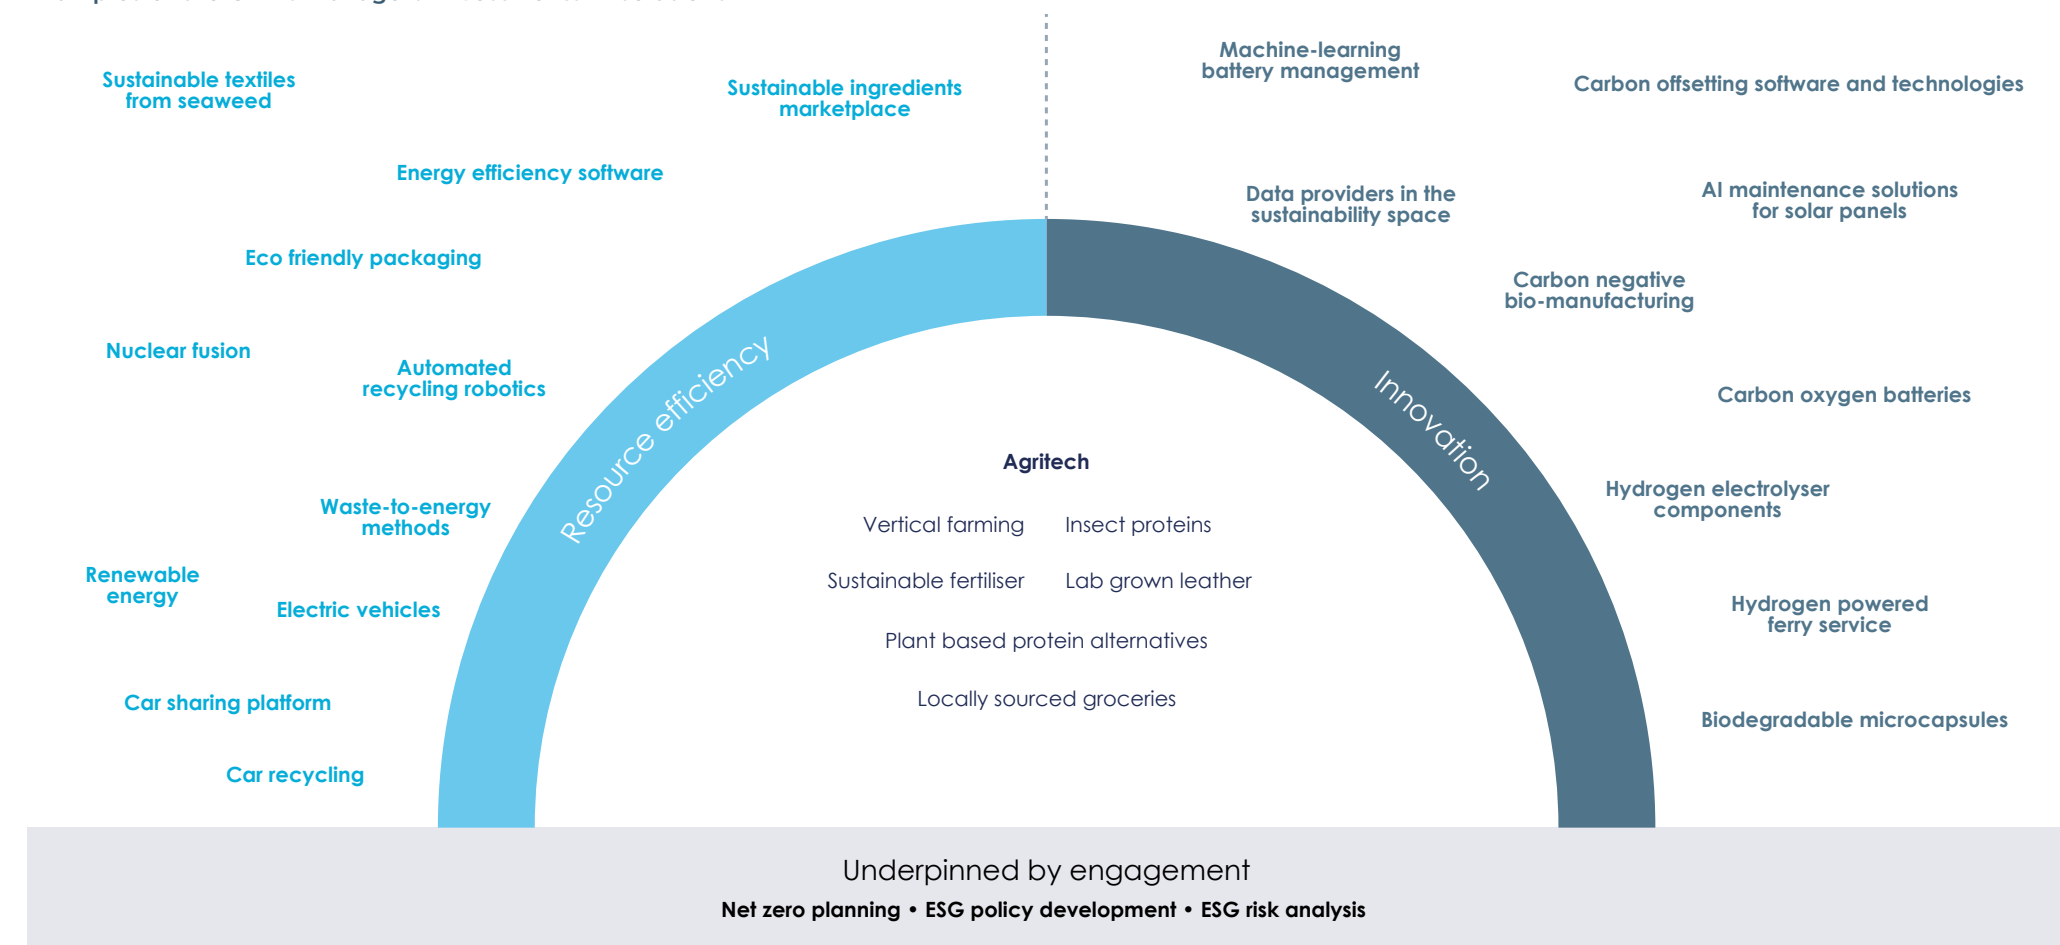 Sustainable textiles
from seaweed
Sustainable ingredients
marketplace
Energy efficiency software
Eco friendly packaging
Nuclear fusion
Automated
recycling robotics
Waste-to-energy
methods
Renewable
energy
Electric vehicles
Car sharing platform
Car recycling
Resource efficiency
Agritech
Vertical farming
Insect proteins
Sustainable fertiliser
Lab grown leather
Plant based protein alternatives
Locally sourced groceries
Innovation
Machine-learning
battery management
Carbon offsetting software and technologies
Data providers in the
sustainability space
AI maintenance solutions
for solar panels
Carbon negative
bio-manufacturing
Carbon oxygen batteries
Hydrogen electrolyser
components
Hydrogen powered
ferry service
Biodegradable microcapsules
Underpinned by engagement
Net zero planning • ESG policy development • ESG risk analysis